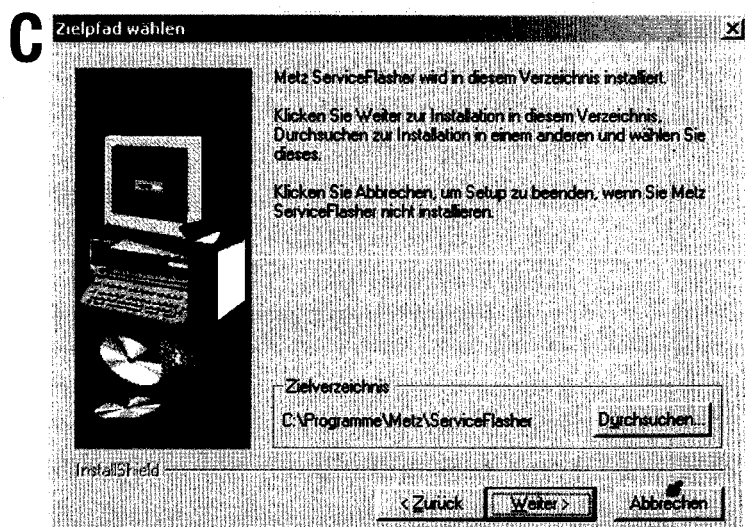 C
Zielpfad wählen
Metz ServiceFlasher wird in diesem Verzeichnis installiert.
Klicken Sie Weiter zur Installation in diesem Verzeichnis,
Durchsuchen zur Installation in einem anderen und wählen Sie
dieses.
Klicken Sie Abbrechen, um Setup zu beenden, wenn Sie Metz
ServiceFlasher nicht installieren.
Zielverzeichnis
C:\Programme\Metz\ServiceFlasher
Durchsuchen...
InstallShield
< Zurück
Weiter >
Abbrechen